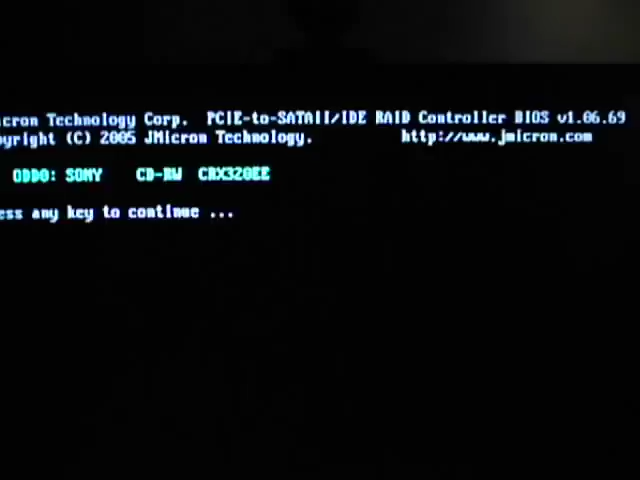 icron Technology Corp. PCIE-to-SATAII/IDE RAID Controller BIOS v1.06.69
pyright (C) 2005 JMicron Technology. http://www.jmicron.com
ODD0: SONY CD-RW CRX320EE
ess any key to continue ...